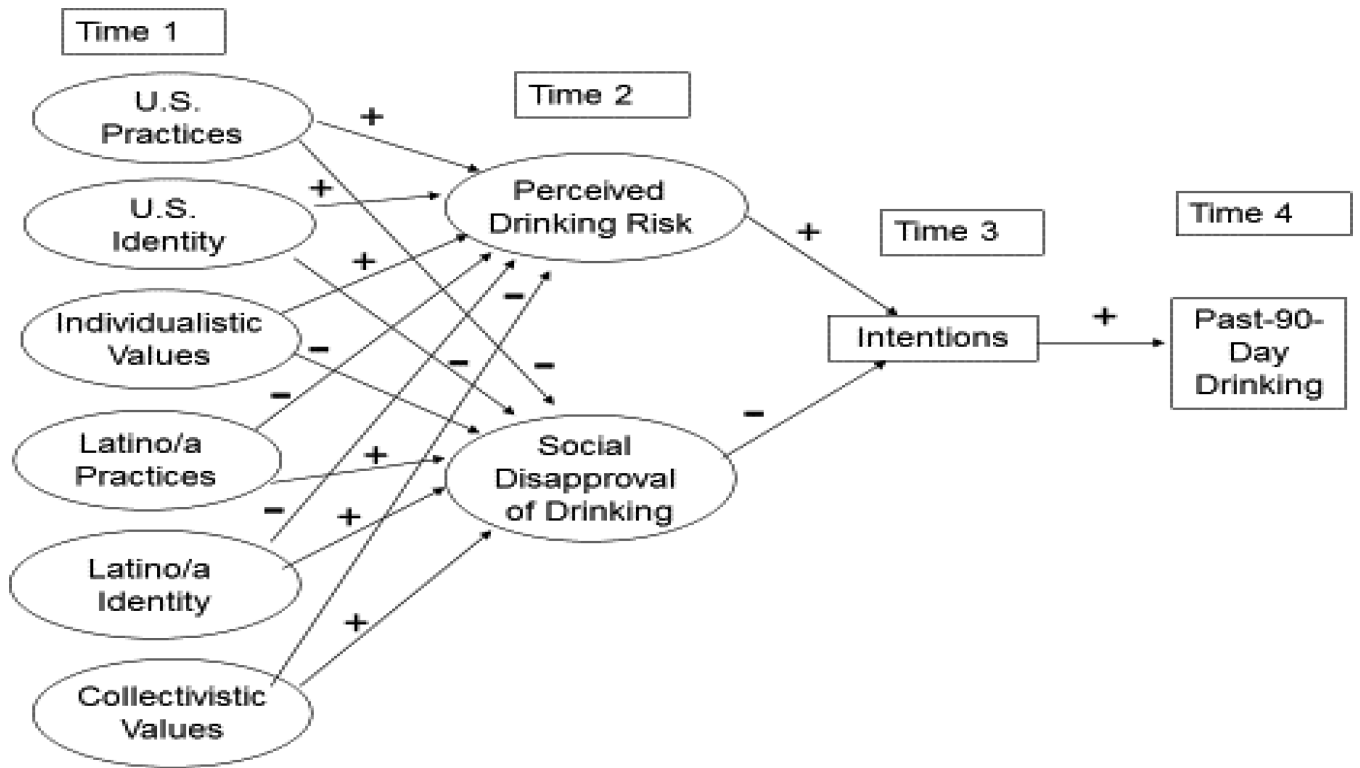 Time 1
U.S.
Practices
U.S.
Identity
Individualistic
Values
Latino/a
Practices
Latino/a
Identity
Collectivistic
Values
+
+
+
-
-
-
-
-
-
+
+
+
Time 2
Perceived
Drinking Risk
Social
Disapproval
of Drinking
+
-
Time 3
Intentions
+
Time 4
Past-90-
Day
Drinking